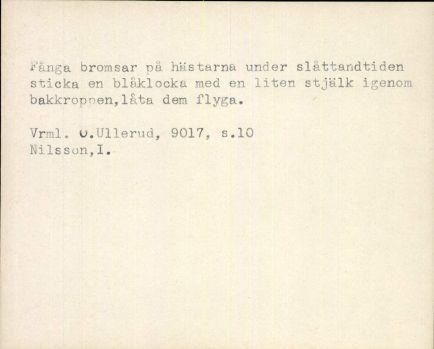 Fånga bromsar på hästarna under slåttandtiden
sticka en blåklocka med en liten stjälk igenom
bakkroppen,låta dem flyga.
Vrml. Ö.Ullerud, 9017, s.10
Nilsson,I.